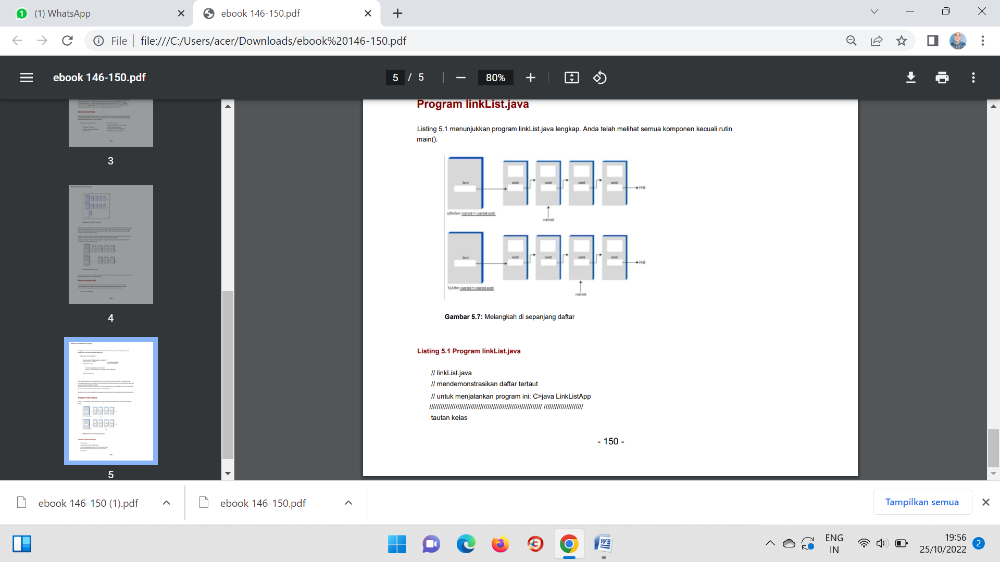 (1) WhatsApp
ebook 146-150.pdf
File
file:///C:/Users/acer/Downloads/ebook%20146-150.pdf
ebook 146-150.pdf
5 / 5
80%
3
4
5
Program linkList.java
Listing 5.1 menunjukkan program linkList.java lengkap. Anda telah melihat semua komponen kecuali rutin
main().
first
next
next
next
next
Null
a)Before current = current.next
current
first
next
next
next
next
Null
b)After current = current.next
current
Gambar 5.7: Melangkah di sepanjang daftar
Listing 5.1 Program linkList.java
// linkList.java
// mendemonstrasikan daftar tertaut
// untuk menjalankan program ini: C>java LinkListApp
//////////////////////////////////////////////////////////// /////////////////////
tautan kelas
- 150 -
ebook 146-150 (1).pdf
ebook 146-150.pdf
Tampilkan semua
ENG
IN
19:56
25/10/2022
2